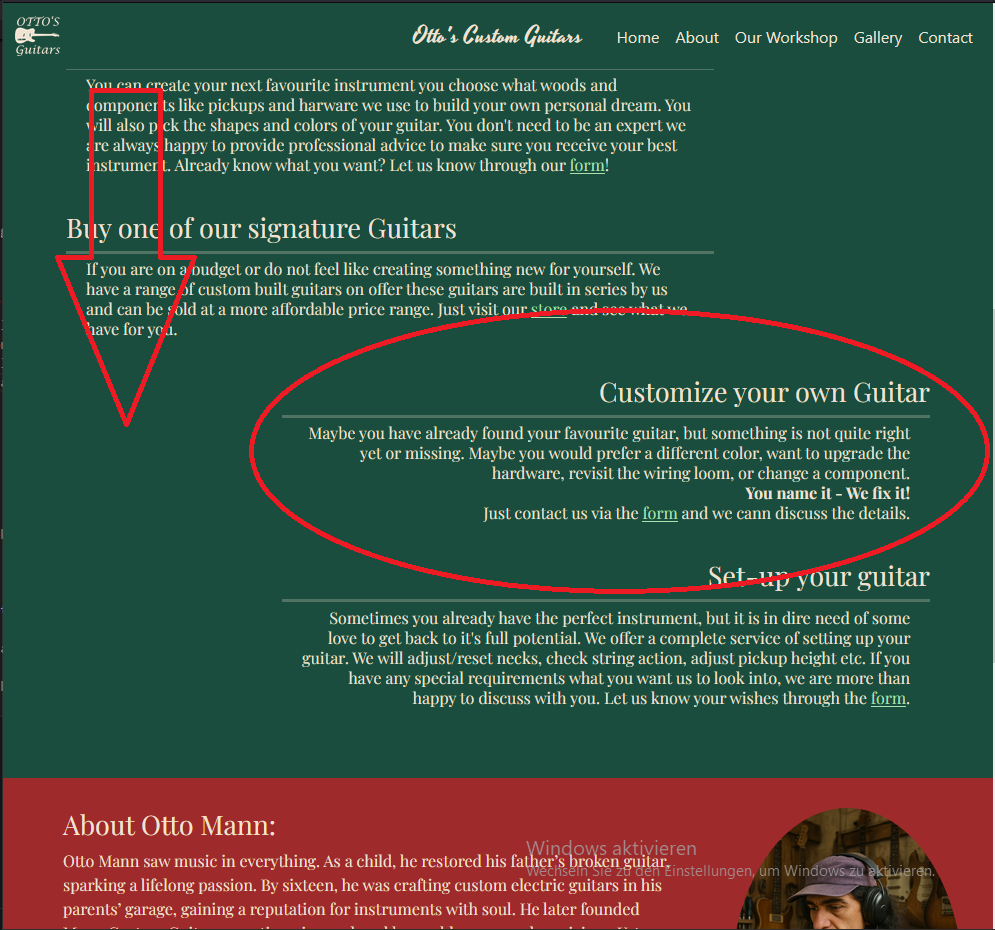 OTTO'S
Guitars
Otto's Custom Guitars
Home About Our Workshop Gallery Contact
You can create your next favourite instrument you choose what woods and
components like pickups and harware we use to build your own personal dream. You
will also pick the shapes and colors of your guitar. You don't need to be an expert we
are always happy to provide professional advice to make sure you receive your best
instrument. Already know what you want? Let us know through our form!
Buy one of our signature Guitars
If you are on a budget or do not feel like creating something new for yourself. We
have a range of custom built guitars on offer these guitars are built in series by us
and can be sold at a more affordable price range. Just visit our store and see what we
have for you.
Customize your own Guitar
Maybe you have already found your favourite guitar, but something is not quite right
yet or missing. Maybe you would prefer a different color, want to upgrade the
hardware, revisit the wiring loom, or change a component.
You name it - We fix it!
Just contact us via the form and we cann discuss the details.
Set-up your guitar
Sometimes you already have the perfect instrument, but it is in dire need of some
love to get back to it's full potential. We offer a complete service of setting up your
guitar. We will adjust/reset necks, check string action, adjust pickup height etc. If you
have any special requirements what you want us to look into, we are more than
happy to discuss with you. Let us know your wishes through the form.
About Otto Mann:
Otto Mann saw music in everything. As a child, he restored his father's broken guitar,
sparking a lifelong passion. By sixteen, he was crafting custom electric guitars in his
parents' garage, gaining a reputation for instruments with soul. He later founded
Windows aktivieren
Wechseln Sie zu den Einstellungen, um Windows zu aktivieren.